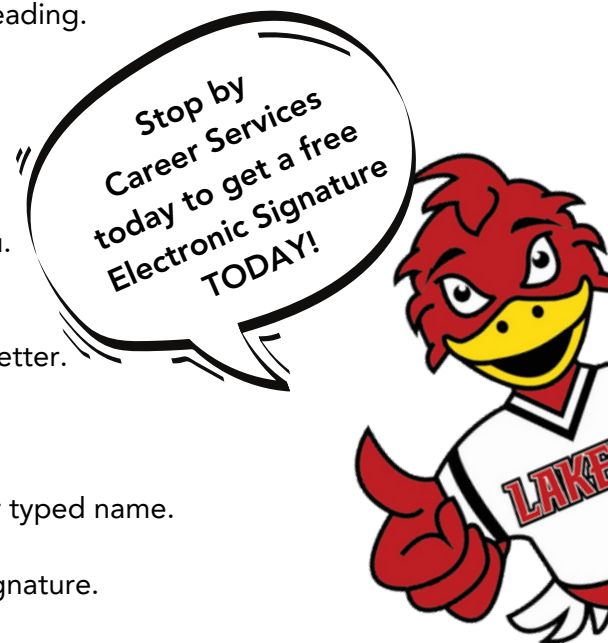 eading.
Stop by
Career Services
today to get a free
Electronic Signature
TODAY!
etter.
typed name.
gnature.
LAKE